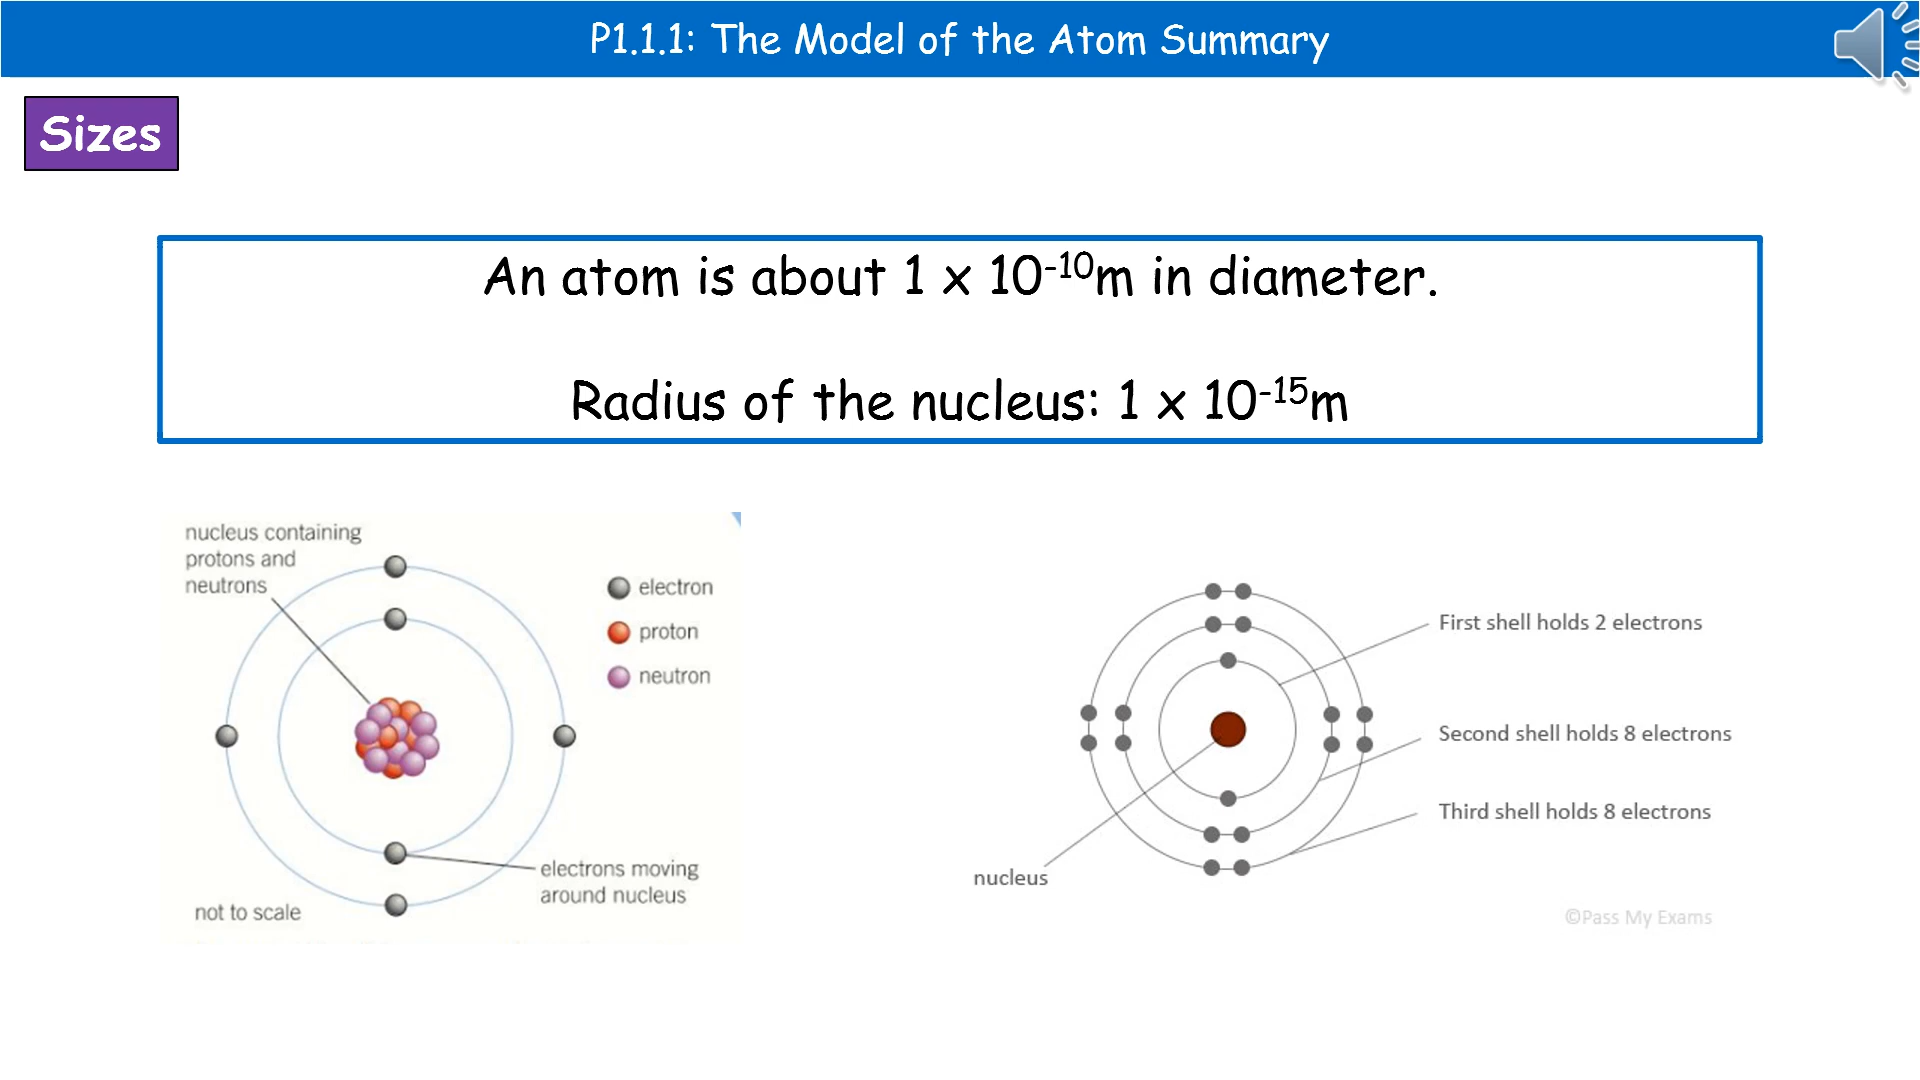 P1.1.1: The Model of the Atom Summary
Sizes
An atom is about 1 x 10⁻¹⁰m in diameter.
Radius of the nucleus: 1 x 10⁻¹⁵m
nucleus containing
protons and
neutrons
electron
proton
neutron
electrons moving
around nucleus
not to scale
First shell holds 2 electrons
Second shell holds 8 electrons
Third shell holds 8 electrons
nucleus
©Pass My Exams